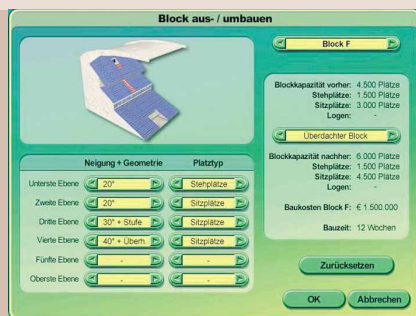 Block aus- / umbauen
Block F
Blockkapazität vorher: 4.500 Plätze
Stehplätze: 1.500 Plätze
Sitzplätze: 3.000 Plätze
Logen: -
Überdachter Block
Blockkapazität nachher: 6.000 Plätze
Stehplätze: 1.500 Plätze
Sitzplätze: 4.500 Plätze
Logen: -
Baukosten Block F: € 1.500.000
Bauzeit: 12 Wochen
Neigung + Geometrie Platztyp
Unterste Ebene 20° Stehplätze
Zweite Ebene 20° Sitzplätze
Dritte Ebene 30° + Stufe Sitzplätze
Vierte Ebene 40° + Überh. Sitzplätze
Fünfte Ebene - -
Oberste Ebene - -
Zurücksetzen
OK Abbrechen